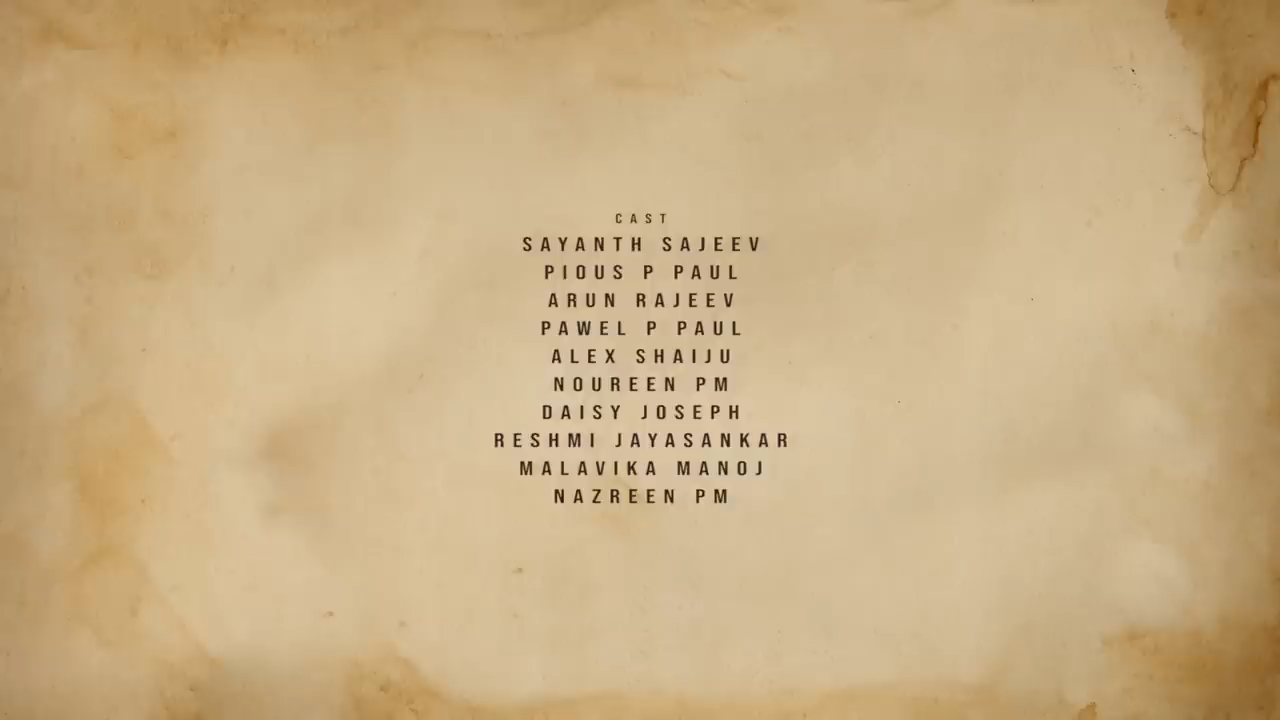 CAST
SAYANTH SAJEEV
PIOUS P PAUL
ARUN RAJEEV
PAWEL P PAUL
ALEX SHAIJU
NOUREEN PM
DAISY JOSEPH
RESHMI JAYASANKAR
MALAVIKA MANOJ
NAZREEN PM